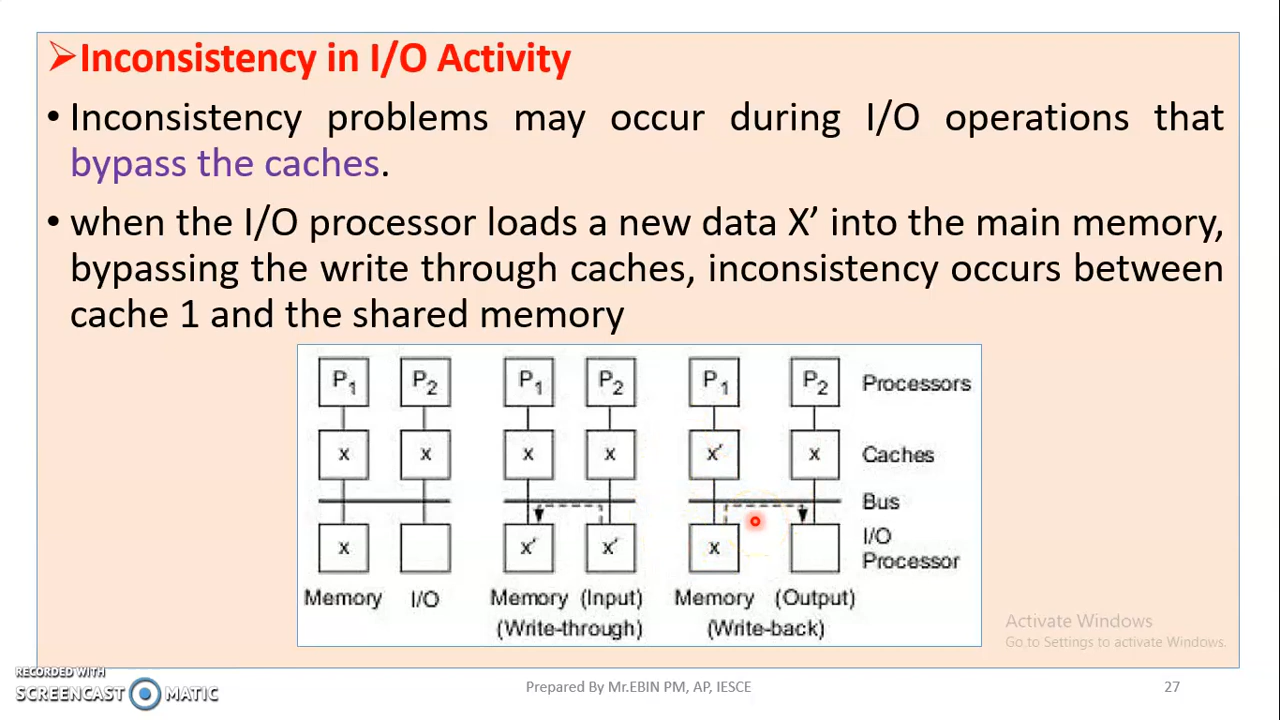 ➢Inconsistency in I/O Activity
• Inconsistency problems may occur during I/O operations that
bypass the caches.
• when the I/O processor loads a new data X’ into the main memory,
bypassing the write through caches, inconsistency occurs between
cache 1 and the shared memory
P1 P2 P1 P2 P1 P2 Processors
x x x x x′ x Caches
Bus
x x′ x′ x I/O
Processor
Memory I/O Memory (Input) Memory (Output)
(Write-through) (Write-back)
Activate Windows
Go to Settings to activate Windows.
RECORDED WITH
SCREENCAST MATIC
Prepared By Mr.EBIN PM, AP, IESCE
27